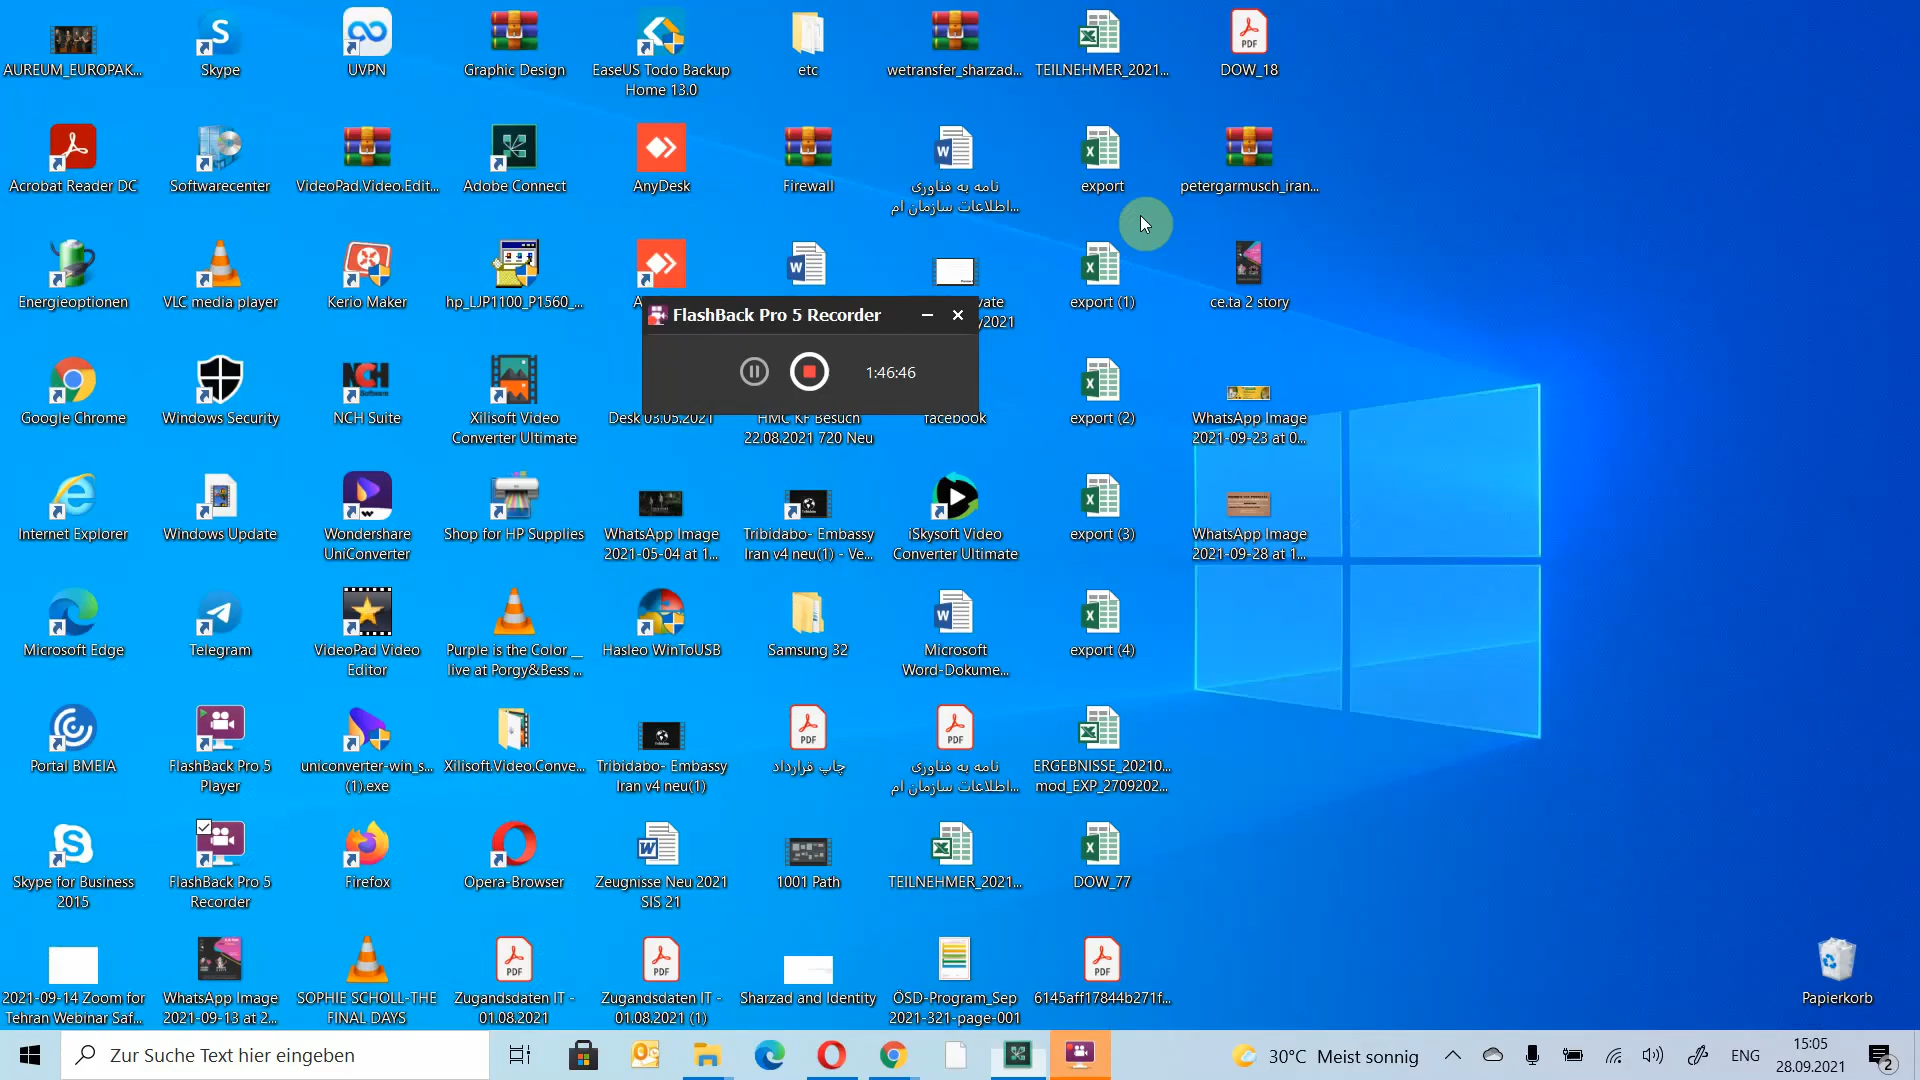 AUREUM_EUROPAK...
Skype
UVPN
Graphic Design
EaseUS Todo Backup
Home 13.0
etc
wetransfer_sharzad...
TEILNEHMER_2021...
DOW_18
Acrobat Reader DC
Softwarecenter
VideoPad.Video.Edit...
Adobe Connect
AnyDesk
Firewall
نامه به فناوری
اطلاعات سازمان ام...
export
petergarmusch_iran...
Energieoptionen
VLC media player
Kerio Maker
hp_LJP1100_P1560_...
export (1)
ce.ta 2 story
FlashBack Pro 5 Recorder
1:46:46
Google Chrome
Windows Security
NCH Suite
Xilisoft Video
Converter Ultimate
Desk 03.05.2021
HMC KF Besuch
22.08.2021 720 Neu
facebook
export (2)
WhatsApp Image
2021-09-23 at 0...
Internet Explorer
Windows Update
Wondershare
UniConverter
Shop for HP Supplies
WhatsApp Image
2021-05-04 at 1...
Tribidabo- Embassy
Iran v4 neu(1) - Ve...
iSkysoft Video
Converter Ultimate
export (3)
WhatsApp Image
2021-09-28 at 1...
Microsoft Edge
Telegram
VideoPad Video
Editor
Purple is the Color __
live at Porgy&Bess ...
Hasleo WinToUSB
Samsung 32
Microsoft
Word-Dokume...
export (4)
Portal BMEIA
FlashBack Pro 5
Player
uniconverter-win_s...
(1).exe
Xilisoft.Video.Conve...
Tribidabo- Embassy
Iran v4 neu(1)
چاپ قرارداد
نامه به فناوری
اطلاعات سازمان ام...
ERGEBNISSE_20210...
mod_EXP_2709202...
Skype for Business
2015
FlashBack Pro 5
Recorder
Firefox
Opera-Browser
Zeugnisse Neu 2021
SIS 21
1001 Path
TEILNEHMER_2021...
DOW_77
2021-09-14 Zoom for
Tehran Webinar Saf...
WhatsApp Image
2021-09-13 at 2...
SOPHIE SCHOLL-THE
FINAL DAYS
Zugandsdaten IT -
01.08.2021
Zugandsdaten IT -
01.08.2021 (1)
Sharzad and Identity
ÖSD-Program_Sep
2021-321-page-001
6145aff17844b271f...
Papierkorb
Zur Suche Text hier eingeben
30°C Meist sonnig
ENG
15:05
28.09.2021
2